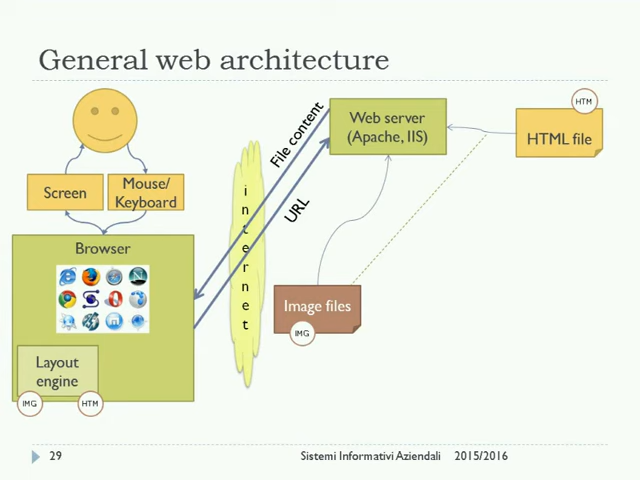 General web architecture
HTM
File content
Web server
(Apache, IIS)
HTML file
Screen
Mouse/
Keyboard
URL
internet
Browser
Image files
IMG
Layout
engine
IMG
HTM
29
Sistemi Informativi Aziendali
2015/2016